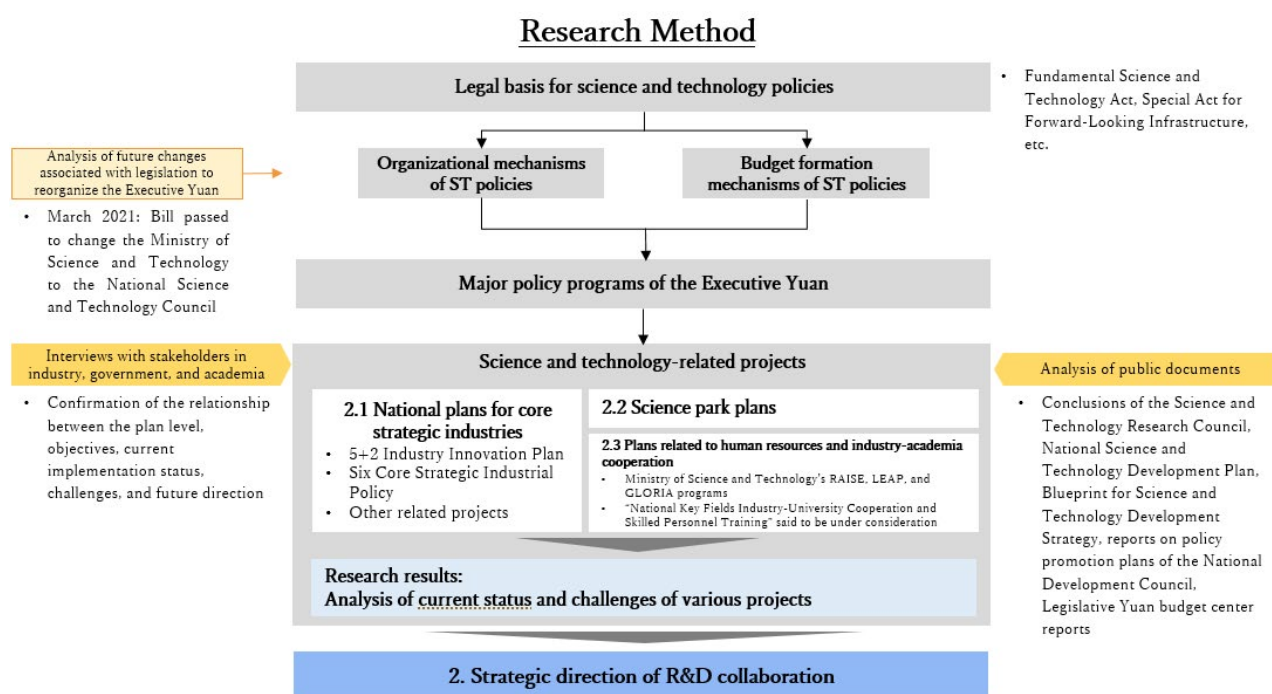 Research Method
Legal basis for science and technology policies
• Fundamental Science and
Technology Act, Special Act for
Forward-Looking Infrastructure,
etc.
Organizational mechanisms
of ST policies
Budget formation
mechanisms of ST policies
Analysis of future changes
associated with legislation to
reorganize the Executive Yuan
• March 2021: Bill passed
to change the Ministry of
Science and Technology
to the National Science
and Technology Council
Major policy programs of the Executive Yuan
Interviews with stakeholders in
industry, government, and academia
• Confirmation of the relationship
between the plan level,
objectives, current
implementation status,
challenges, and future direction
Science and technology-related projects
2.1 National plans for core
strategic industries
• 5+2 Industry Innovation Plan
• Six Core Strategic Industrial
Policy
• Other related projects
2.2 Science park plans
2.3 Plans related to human resources and industry-academia
cooperation
• Ministry of Science and Technology's RAISE, LEAP, and
GLORIA programs
• "National Key Fields Industry-University Cooperation and
Skilled Personnel Training" said to be under consideration
Analysis of public documents
• Conclusions of the Science and
Technology Research Council,
National Science and
Technology Development Plan,
Blueprint for Science and
Technology Development
Strategy, reports on policy
promotion plans of the National
Development Council,
Legislative Yuan budget center
reports
Research results:
Analysis of current status and challenges of various projects
2. Strategic direction of R&D collaboration